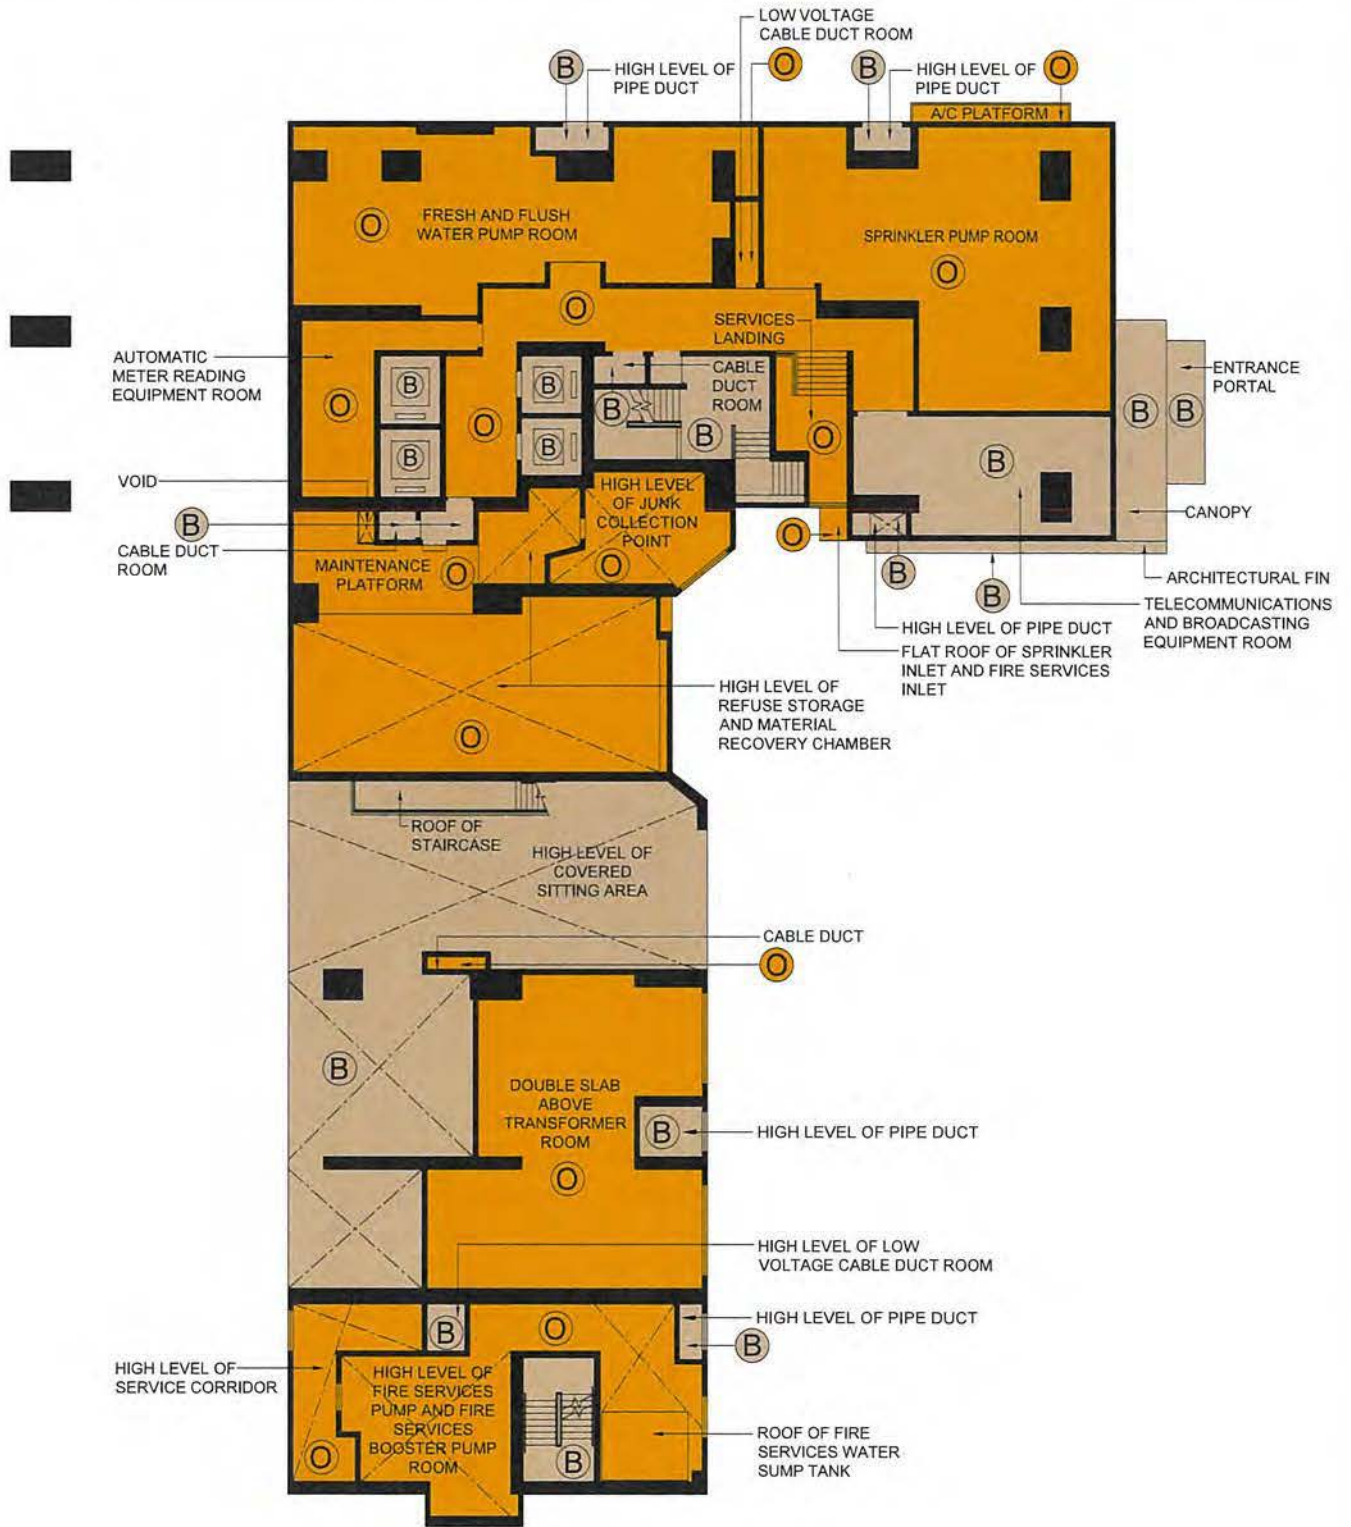 LOW VOLTAGE
CABLE DUCT ROOM
B
HIGH LEVEL OF
PIPE DUCT
O
B
HIGH LEVEL OF
PIPE DUCT
O
A/C PLATFORM
FRESH AND FLUSH
WATER PUMP ROOM
O
SPRINKLER PUMP ROOM
O
O
SERVICES
LANDING
AUTOMATIC
METER READING
EQUIPMENT ROOM
CABLE
DUCT
ROOM
ENTRANCE
PORTAL
B
B
O
O
B
B
B
O
B
B
B
B
B
VOID
HIGH LEVEL
OF JUNK
COLLECTION
POINT
O
B
CABLE DUCT
ROOM
MAINTENANCE
PLATFORM
O
O
CANOPY
B
B
ARCHITECTURAL FIN
TELECOMMUNICATIONS
AND BROADCASTING
EQUIPMENT ROOM
HIGH LEVEL OF PIPE DUCT
FLAT ROOF OF SPRINKLER
INLET AND FIRE SERVICES
INLET
HIGH LEVEL OF
REFUSE STORAGE
AND MATERIAL
RECOVERY CHAMBER
O
ROOF OF
STAIRCASE
HIGH LEVEL OF
COVERED
SITTING AREA
CABLE DUCT
O
B
DOUBLE SLAB
ABOVE
TRANSFORMER
ROOM
O
B
HIGH LEVEL OF PIPE DUCT
HIGH LEVEL OF LOW
VOLTAGE CABLE DUCT ROOM
HIGH LEVEL OF PIPE DUCT
B
B
O
HIGH LEVEL OF
SERVICE CORRIDOR
HIGH LEVEL OF
FIRE SERVICES
PUMP AND FIRE
SERVICES
BOOSTER PUMP
ROOM
O
B
ROOF OF FIRE
SERVICES WATER
SUMP TANK